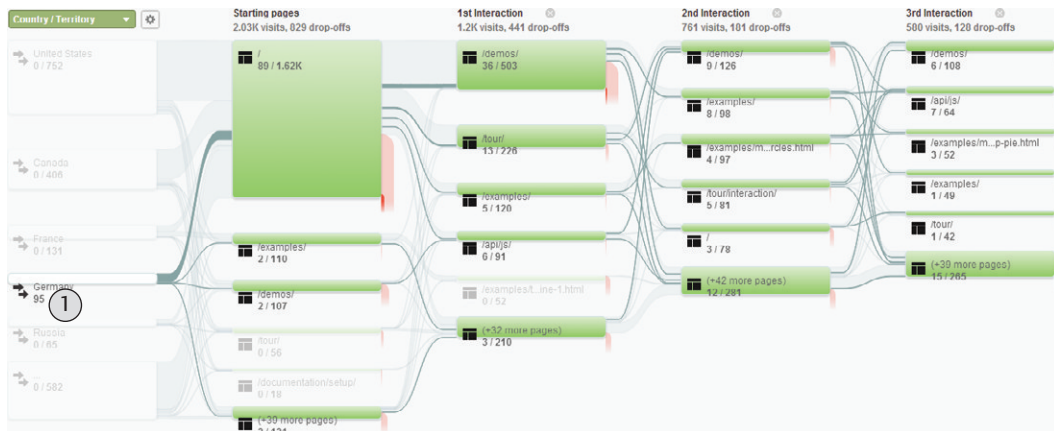 Country / Territory
Starting pages
2.03K visits, 829 drop-offs
1st Interaction
1.2K visits, 441 drop-offs
2nd Interaction
761 visits, 181 drop-offs
3rd Interaction
580 visits, 128 drop-offs
United States
0 / 752
Canada
0 / 406
France
0 / 131
Germany
95
1
Russia
0 / 65
...
0 / 582
/
89 / 1.62K
/examples/
2 / 110
/demos/
2 / 107
/tour/
0 / 56
/documentation/setup/
0 / 18
(+39 more pages)
/demos/
36 / 503
/tour/
13 / 226
/examples/
5 / 120
/api/js/
6 / 91
/examples/t...ine-1.html
0 / 52
(+32 more pages)
3 / 210
/demos/
9 / 126
/examples/
8 / 98
/examples/m...rcles.html
4 / 97
/tour/interaction/
5 / 81
/
3 / 78
(+42 more pages)
12 / 281
/demos/
6 / 108
/api/js/
7 / 64
/examples/m...p-pie.html
3 / 52
/examples/
1 / 49
/tour/
1 / 42
(+39 more pages)
15 / 265